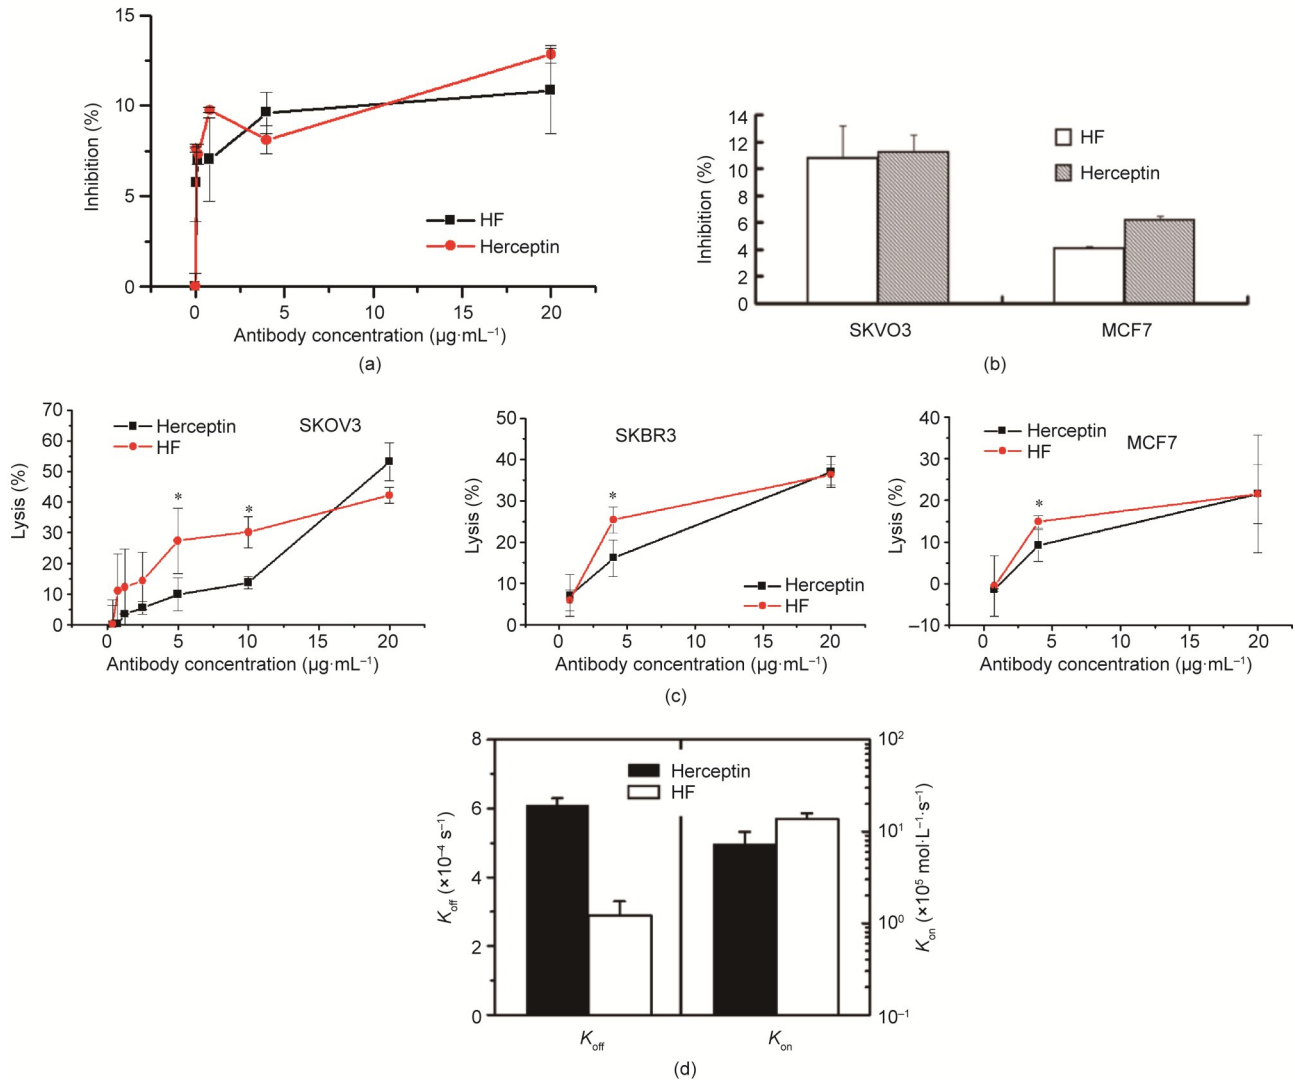 15
10
5
0
Inhibition (%)
HF
Herceptin
0 5 10 15 20
Antibody concentration (µg·mL⁻¹)
(a)
14
12
10
8
6
4
2
0
Inhibition (%)
HF
Herceptin
SKVO3 MCF7
(b)
70
60
50
40
30
20
10
0
Lysis (%)
Herceptin
HF
SKOV3
* *
0 5 10 15 20
Antibody concentration (µg·mL⁻¹)
50
40
30
20
10
0
Lysis (%)
SKBR3
*
Herceptin
HF
0 5 10 15 20
Antibody concentration (µg·mL⁻¹)
40
30
20
10
0
–10
Lysis (%)
Herceptin
HF
MCF7
*
0 5 10 15 20
Antibody concentration (µg·mL⁻¹)
(c)
8
6
4
2
0
Koff (×10⁻⁴ s⁻¹)
Herceptin
HF
10²
10¹
10⁰
10⁻¹
Kon (×10⁵ mol·L⁻¹·s⁻¹)
Koff Kon
(d)